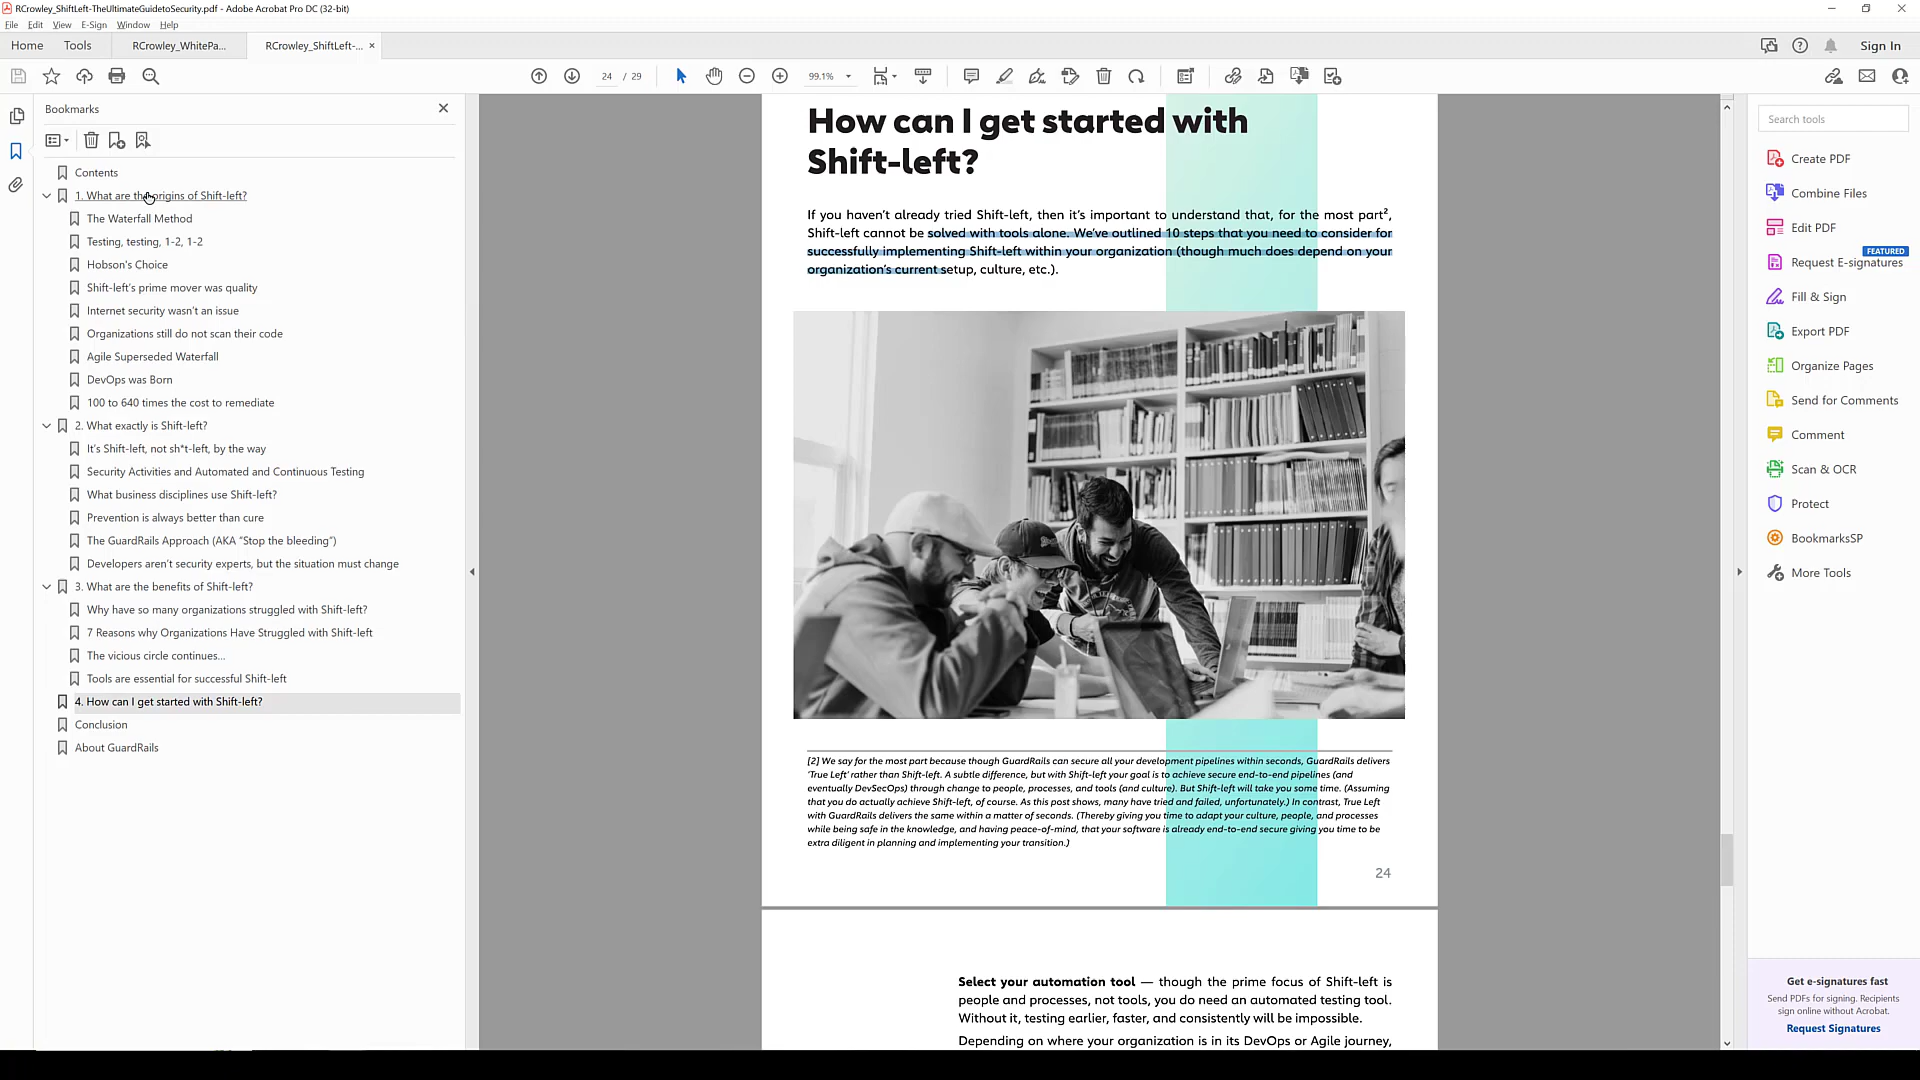 RCrowley_ShiftLeft-TheUltimateGuidetoSecurity.pdf - Adobe Acrobat Pro DC (32-bit)
File Edit View E-Sign Window Help
Home Tools RCrowley_WhitePa... RCrowley_ShiftLeft-... × Sign In
24 / 29 99.1%
Bookmarks
Contents
1. What are the origins of Shift-left?
The Waterfall Method
Testing, testing, 1-2, 1-2
Hobson's Choice
Shift-left's prime mover was quality
Internet security wasn't an issue
Organizations still do not scan their code
Agile Superseded Waterfall
DevOps was Born
100 to 640 times the cost to remediate
2. What exactly is Shift-left?
It's Shift-left, not sh*t-left, by the way
Security Activities and Automated and Continuous Testing
What business disciplines use Shift-left?
Prevention is always better than cure
The GuardRails Approach (AKA “Stop the bleeding”)
Developers aren't security experts, but the situation must change
3. What are the benefits of Shift-left?
Why have so many organizations struggled with Shift-left?
7 Reasons why Organizations Have Struggled with Shift-left
The vicious circle continues...
Tools are essential for successful Shift-left
4. How can I get started with Shift-left?
Conclusion
About GuardRails
How can I get started with
Shift-left?
If you haven't already tried Shift-left, then it's important to understand that, for the most part²,
Shift-left cannot be solved with tools alone. We've outlined 10 steps that you need to consider for
successfully implementing Shift-left within your organization (though much does depend on your
organization's current setup, culture, etc.).
[2] We say for the most part because though GuardRails can secure all your development pipelines within seconds, GuardRails delivers
'True Left' rather than Shift-left. A subtle difference, but with Shift-left your goal is to achieve secure end-to-end pipelines (and
eventually DevSecOps) through change to people, processes, and tools (and culture). But Shift-left will take you some time. (Assuming
that you do actually achieve Shift-left, of course. As this post shows, many have tried and failed, unfortunately.) In contrast, True Left
with GuardRails delivers the same within a matter of seconds. (Thereby giving you time to adapt your culture, people, and processes
while being safe in the knowledge, and having peace-of-mind, that your software is already end-to-end secure giving you time to be
extra diligent in planning and implementing your transition.)
24
Select your automation tool — though the prime focus of Shift-left is
people and processes, not tools, you do need an automated testing tool.
Without it, testing earlier, faster, and consistently will be impossible.
Depending on where your organization is in its DevOps or Agile journey,
Search tools
Create PDF
Combine Files
Edit PDF
FEATURED
Request E-signatures
Fill & Sign
Export PDF
Organize Pages
Send for Comments
Comment
Scan & OCR
Protect
BookmarksSP
More Tools
Get e-signatures fast
Send PDFs for signing. Recipients
sign online without Acrobat.
Request Signatures